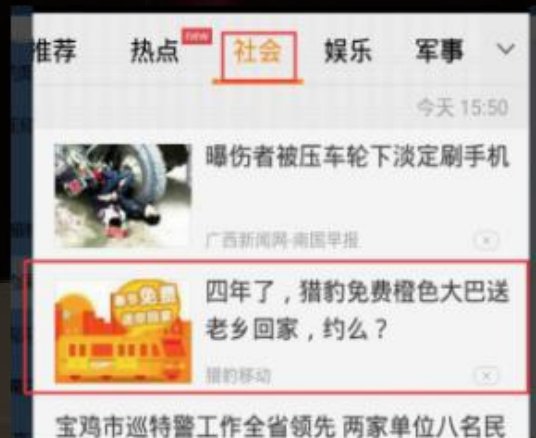 推荐 热点 new 社会 娱乐 军事
今天 15:50
曝伤者被压车轮下淡定刷手机
广西新闻网-南国早报
四年了，猎豹免费橙色大巴送
老乡回家，约么？
猎豹移动
宝鸡市巡特警工作全省领先 两家单位八名民